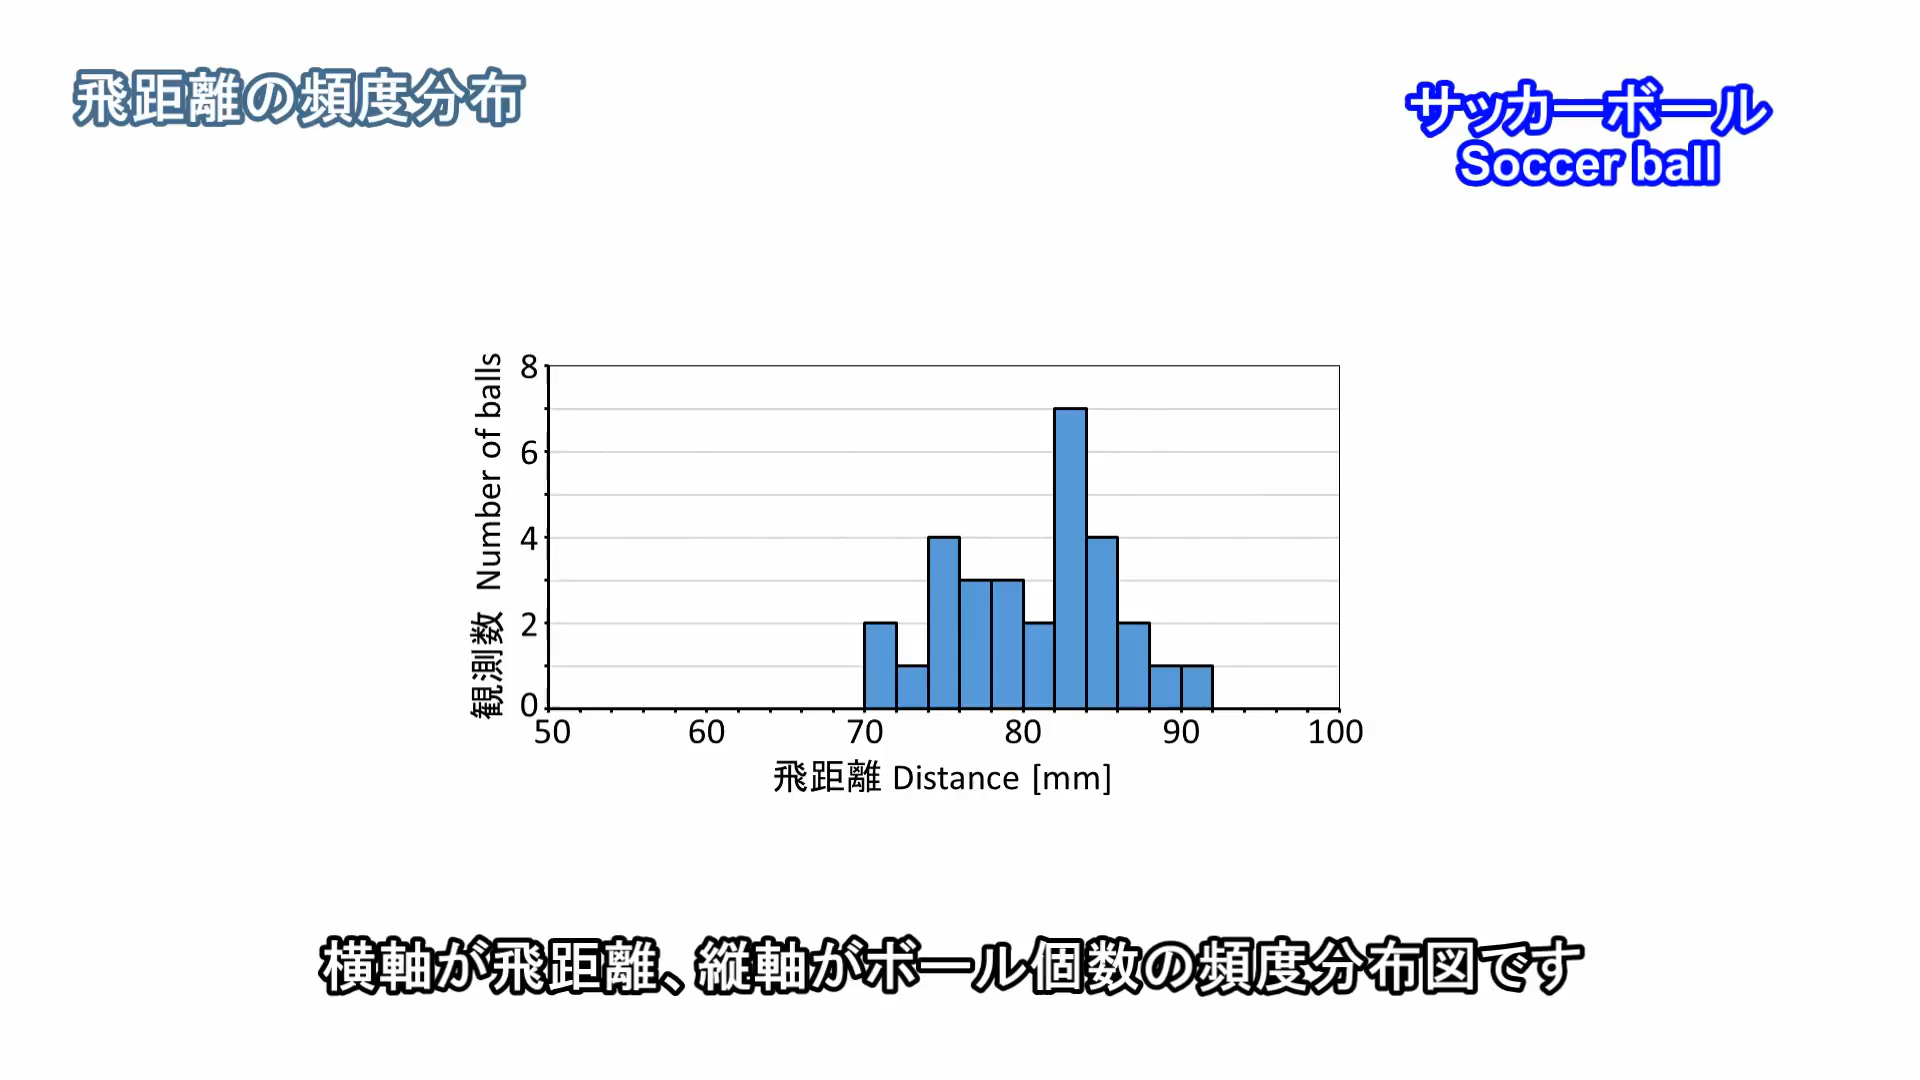 飛距離の頻度分布
サッカーボール
Soccer ball
観測数 Number of balls
8
6
4
2
0
50 60 70 80 90 100
飛距離 Distance [mm]
横軸が飛距離、縦軸がボール個数の頻度分布図です